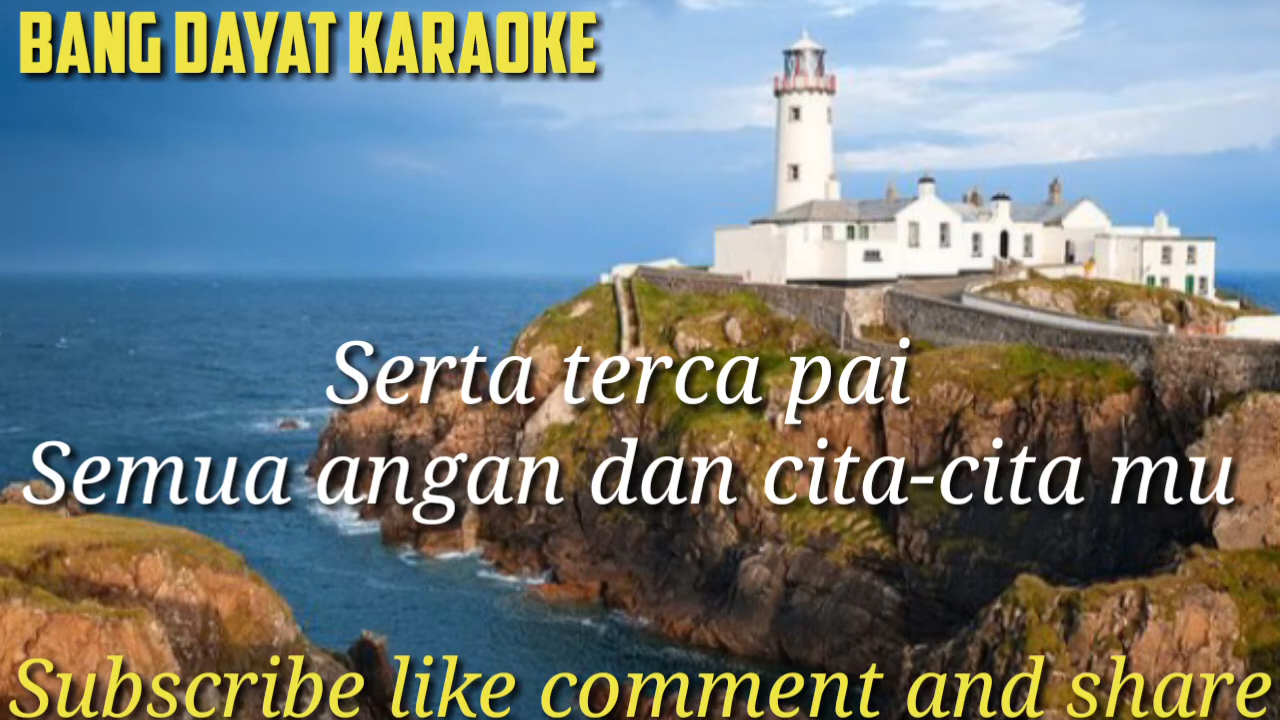 BANG DAYAT KARAOKE
Serta terca pai
Semua angan dan cita-cita mu
Subscribe like comment and share